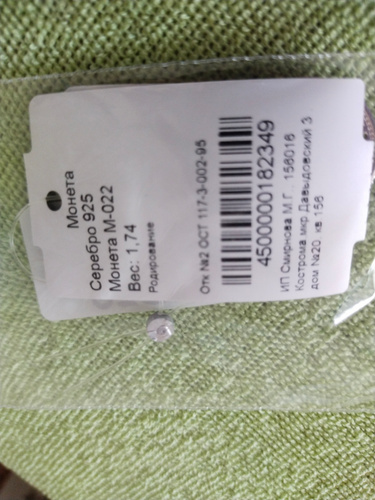 Монета
Серебро 925
Монета М-022
Вес: 1,74
Родирование
Отк №2 ОСТ 117-3-002-95
4500000182349
ИП Смирнова М.Г. 156016
Кострома мкр Давыдовский 3
дом №20 кв 156